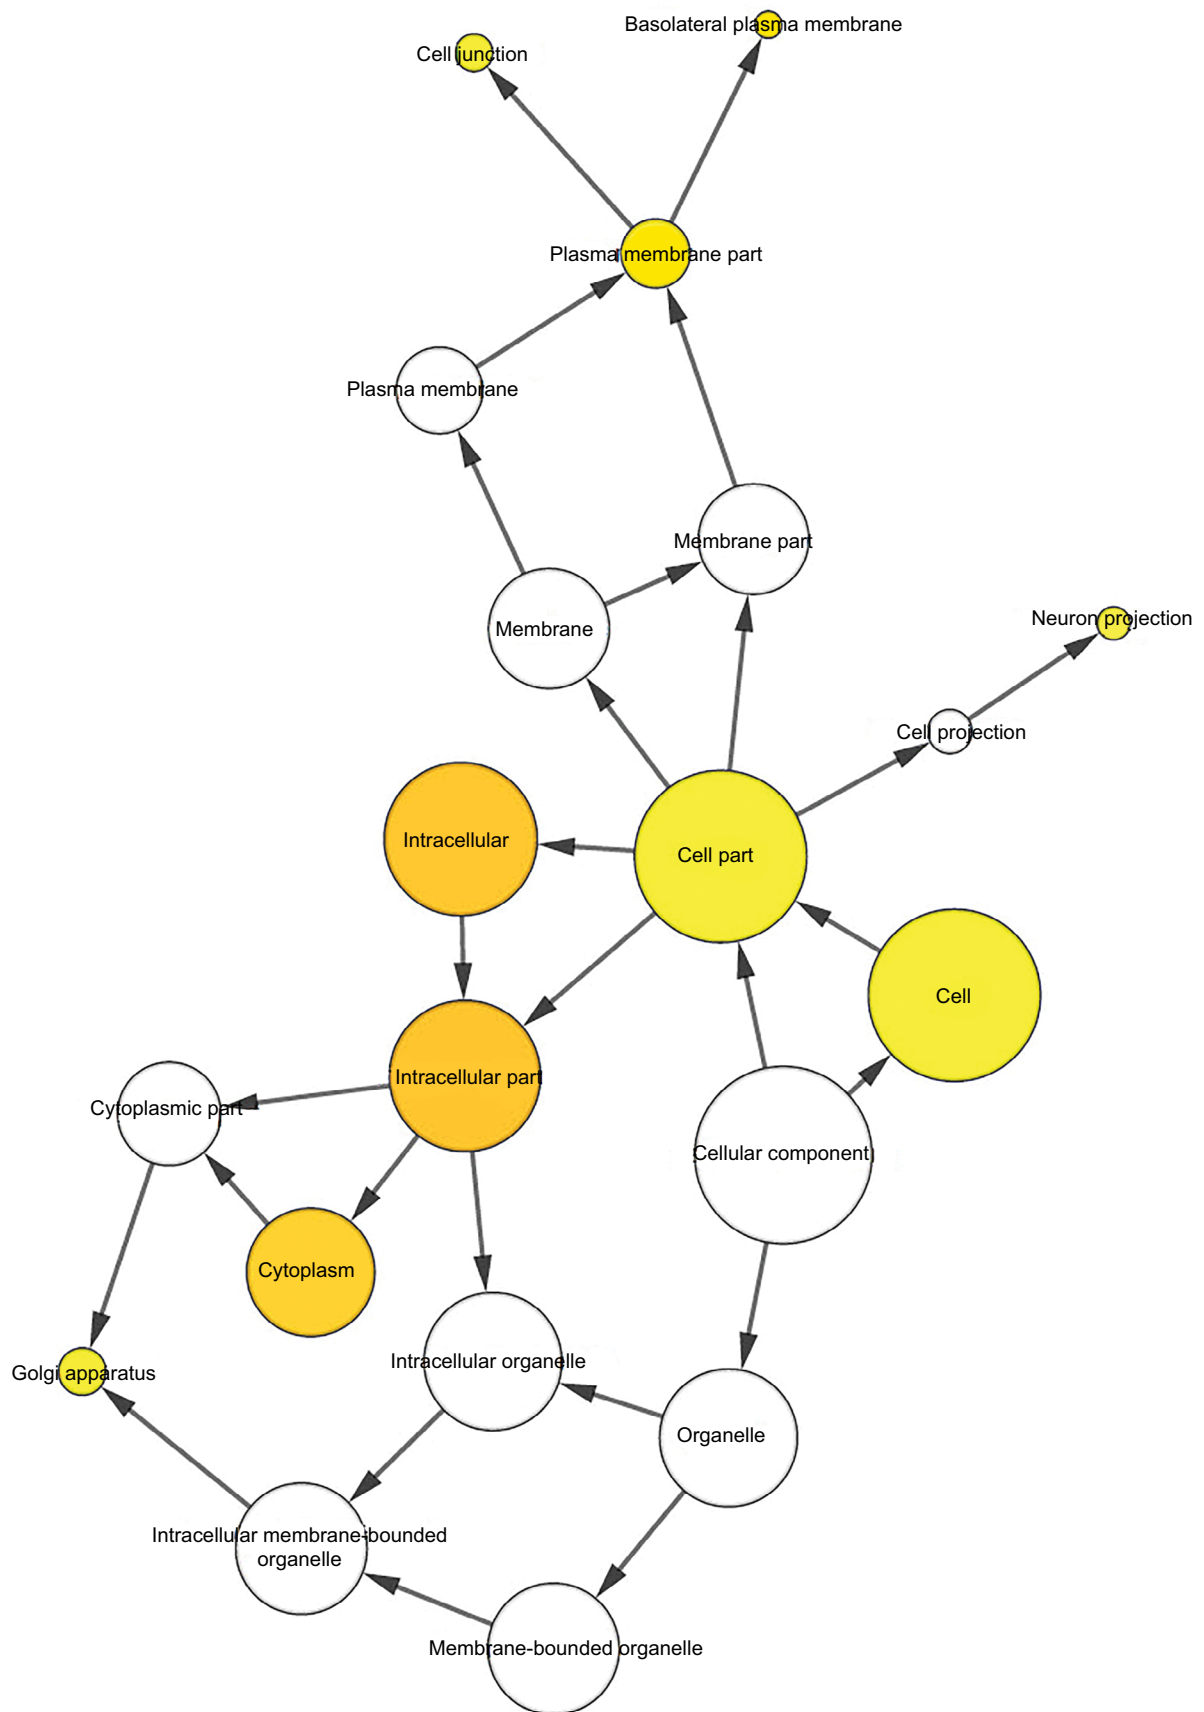 Basolateral plasma membrane
Cell junction
Plasma membrane part
Plasma membrane
Membrane part
Membrane
Neuron projection
Cell projection
Intracellular
Cell part
Cell
Intracellular part
Cytoplasmic part
Cellular component
Cytoplasm
Intracellular organelle
Golgi apparatus
Organelle
Intracellular membrane-bounded
organelle
Membrane-bounded organelle